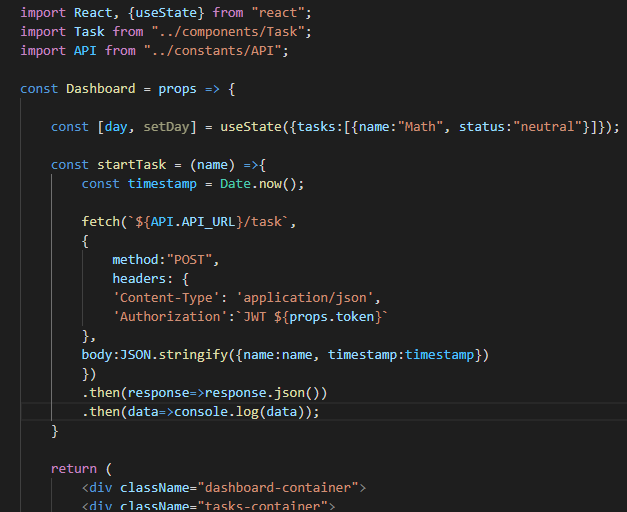 import React, {useState} from "react";
import Task from "../components/Task";
import API from "../constants/API";
const Dashboard = props => {
const [day, setDay] = useState({tasks:[{name:"Math", status:"neutral"}]});
const startTask = (name) =>{
const timestamp = Date.now();
fetch(`${API.API_URL}/task`,
{
method:"POST",
headers: {
'Content-Type': 'application/json',
'Authorization':`JWT ${props.token}`
},
body:JSON.stringify({name:name, timestamp:timestamp})
})
.then(response=>response.json())
.then(data=>console.log(data));
}
return (
<div className="dashboard-container">
<div className="tasks-container">